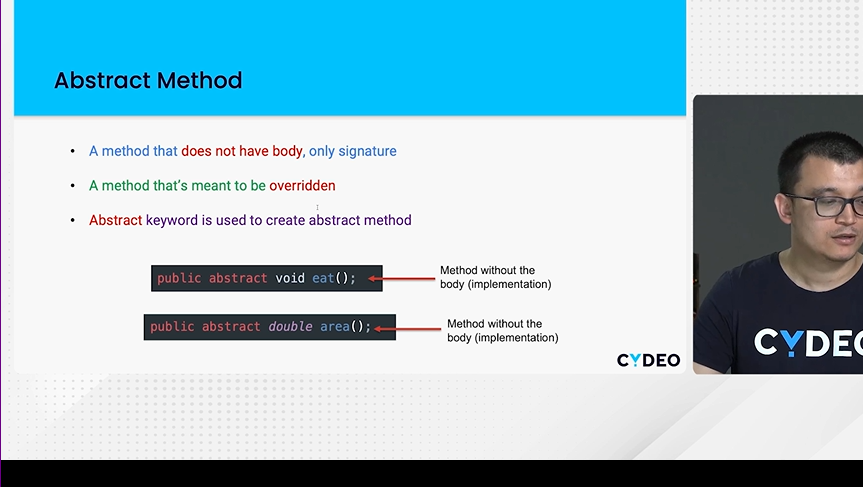 Abstract Method
• A method that does not have body, only signature
• A method that’s meant to be overridden
• Abstract keyword is used to create abstract method
public abstract void eat();
Method without the
body (implementation)
public abstract double area();
Method without the
body (implementation)
CYDEO
CYDEO